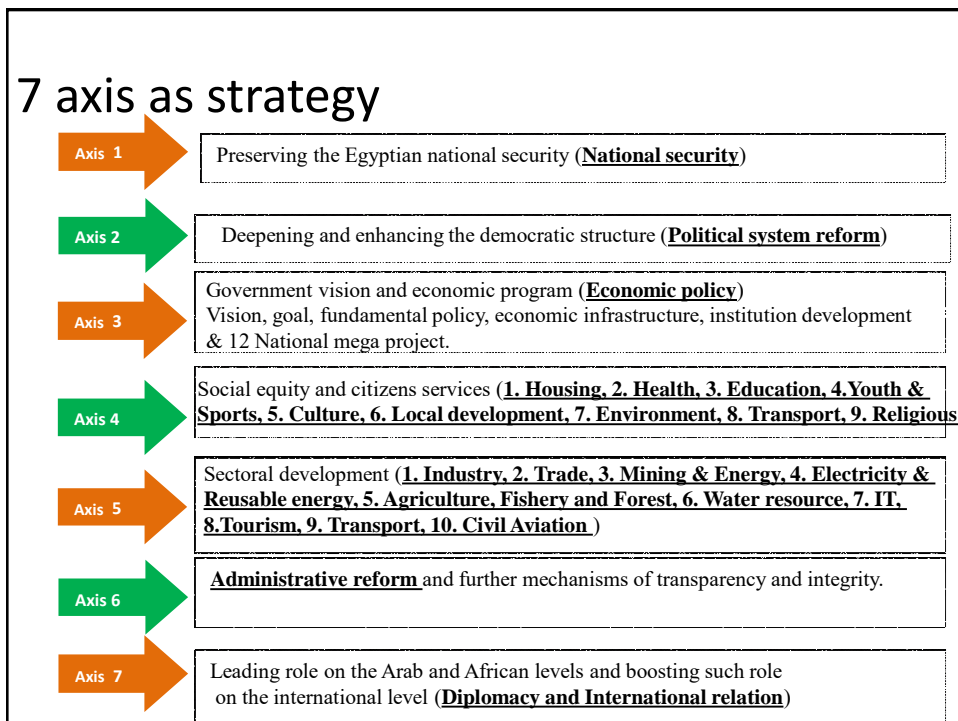 7 axis as strategy
Axis 1
Preserving the Egyptian national security (National security)
Axis 2
Deepening and enhancing the democratic structure (Political system reform)
Axis 3
Government vision and economic program (Economic policy)
Vision, goal, fundamental policy, economic infrastructure, institution development
& 12 National mega project.
Axis 4
Social equity and citizens services (1. Housing, 2. Health, 3. Education, 4.Youth &
Sports, 5. Culture, 6. Local development, 7. Environment, 8. Transport, 9. Religious
Axis 5
Sectoral development (1. Industry, 2. Trade, 3. Mining & Energy, 4. Electricity &
Reusable energy, 5. Agriculture, Fishery and Forest, 6. Water resource, 7. IT,
8.Tourism, 9. Transport, 10. Civil Aviation )
Axis 6
Administrative reform and further mechanisms of transparency and integrity.
Axis 7
Leading role on the Arab and African levels and boosting such role
on the international level (Diplomacy and International relation)